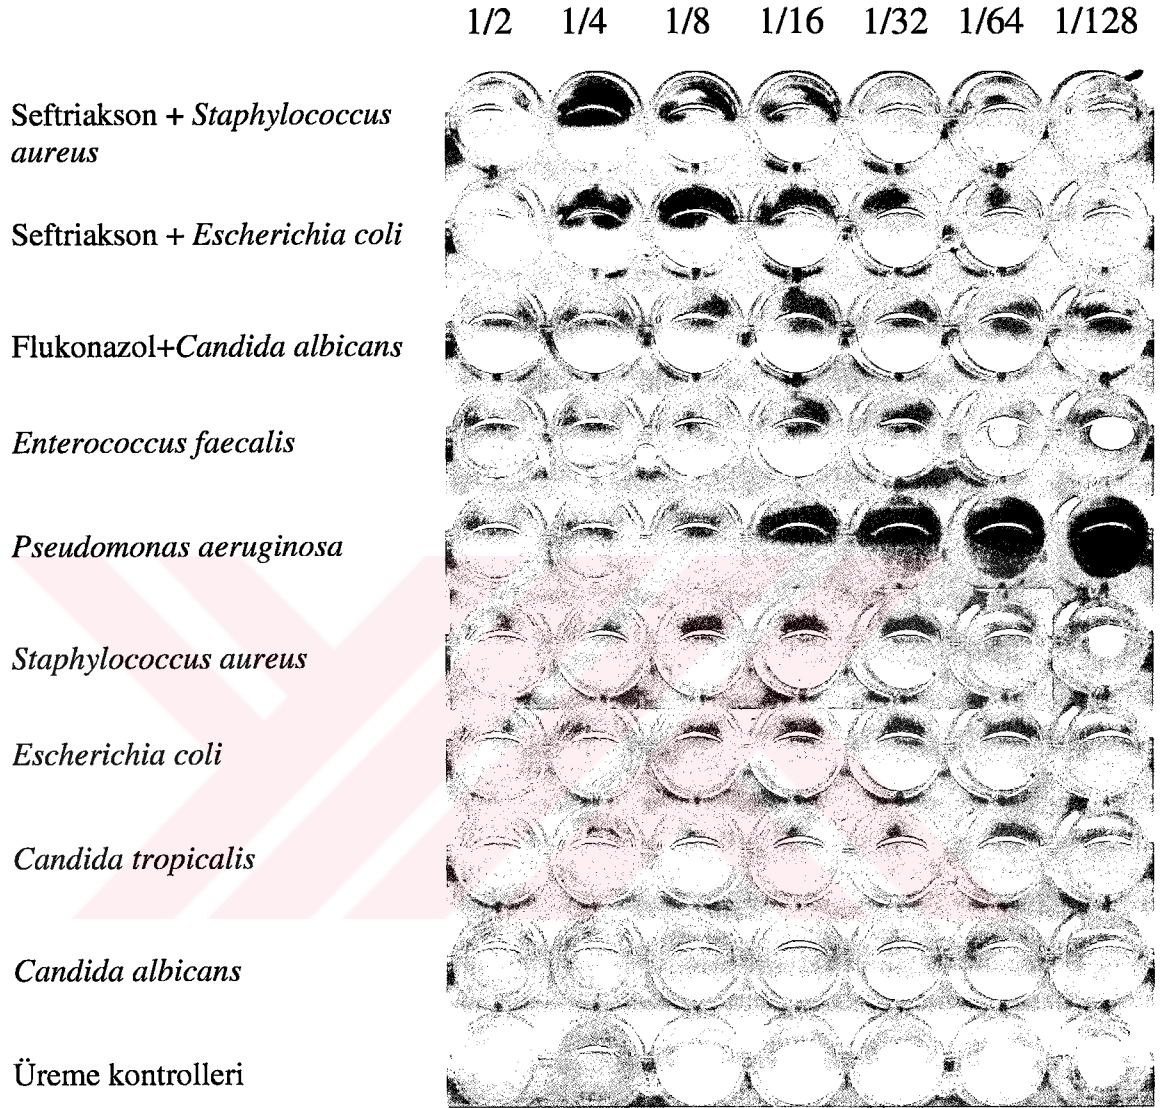 1/2 1/4 1/8 1/16 1/32 1/64 1/128
Seftriakson + Staphylococcus
aureus
Seftriakson + Escherichia coli
Flukonazol+Candida albicans
Enterococcus faecalis
Pseudomonas aeruginosa
Staphylococcus aureus
Escherichia coli
Candida tropicalis
Candida albicans
Üreme kontrolleri